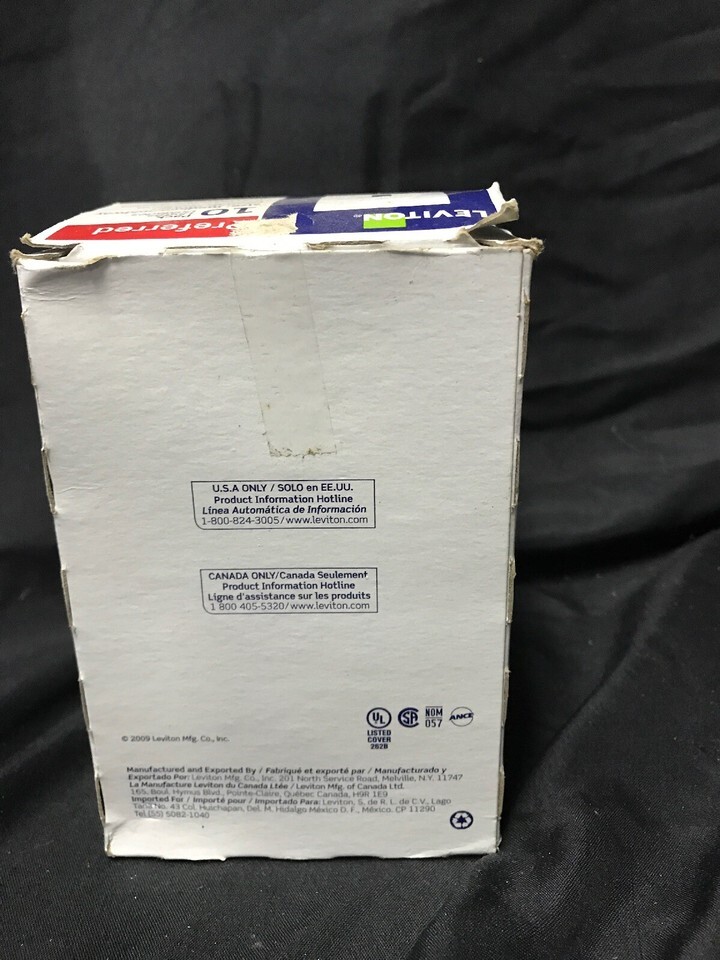 LEVITON®
10
Preferred
U.S.A ONLY / SOLO en EE.UU.
Product Information Hotline
Línea Automática de Información
1-800-824-3005/www.leviton.com
CANADA ONLY/Canada Seulement
Product Information Hotline
Ligne d'assistance sur les produits
1 800 405-5320/www.leviton.com
UL
LISTED
COVER
262B
NOM
057
ANCE
© 2009 Leviton Mfg. Co., Inc.
Manufactured and Exported By / Fabriqué et exporté par / Manufacturado y
Exportado Por: Leviton Mfg. Co., Inc. 201 North Service Road, Melville, N.Y. 11747
La Manufacture Leviton du Canada Ltée / Leviton Mfg. of Canada Ltd.
165, Boul. Hymus Blvd., Pointe-Claire, Québec Canada, H9R 1E9
Imported For / Importé pour / Importado Para: Leviton, S. de R. L. de C.V., Lago
Tana No. 43 Col. Huichapan, Del. M. Hidalgo México D. F., México. CP 11290
Tel.(55) 5082-1040